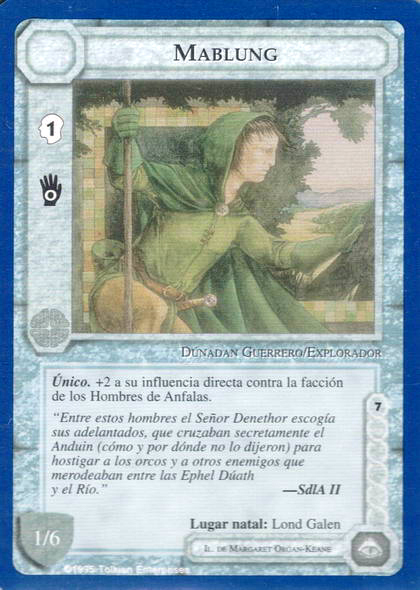 MABLUNG
1
0
DÚNADAN GUERRERO/EXPLORADOR
Único. +2 a su influencia directa contra la facción
de los Hombres de Anfalas.
7
“Entre estos hombres el Señor Denethor escogía
sus adelantados, que cruzaban secretamente el
Anduin (cómo y por dónde no lo dijeron) para
hostigar a los orcos y a otros enemigos que
merodeaban entre las Ephel Dúath
y el Río.” —SdlA II
Lugar natal: Lond Galen
1/6
IL. DE MARGARET ORGAN-KEANE
©1995 Tolkien Enterprises